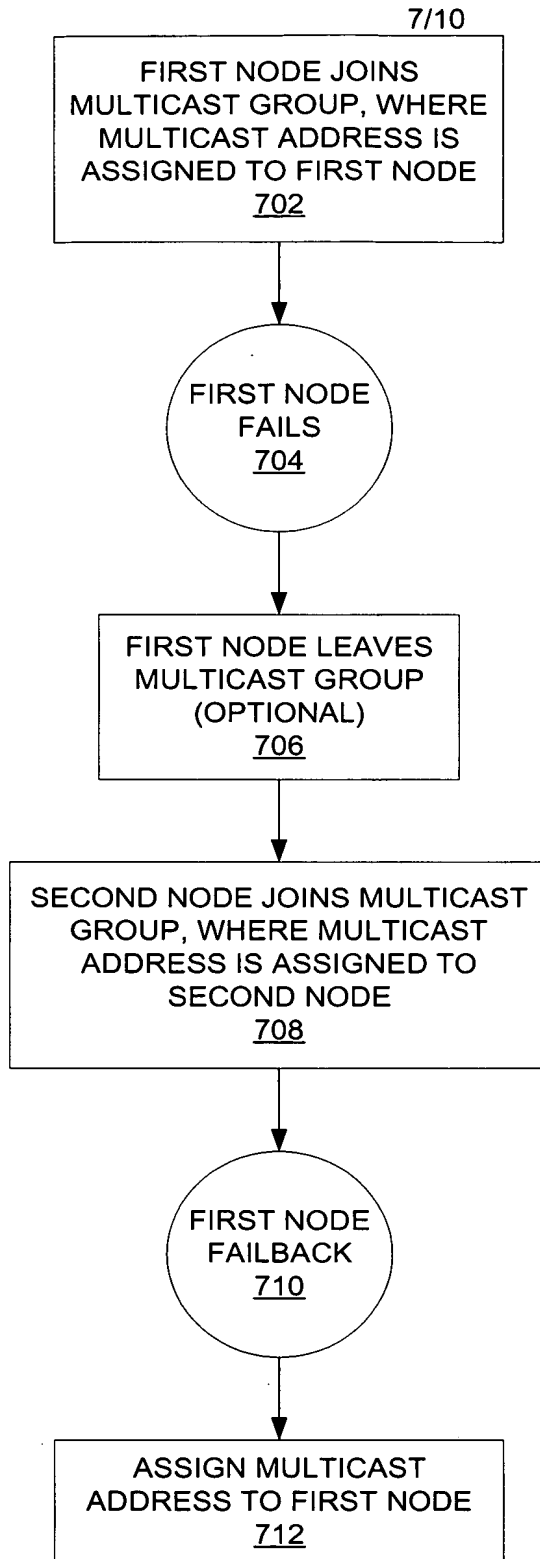 7/10
FIRST NODE JOINS
MULTICAST GROUP, WHERE
MULTICAST ADDRESS IS
ASSIGNED TO FIRST NODE
702
FIRST NODE
FAILS
704
FIRST NODE LEAVES
MULTICAST GROUP
(OPTIONAL)
706
SECOND NODE JOINS MULTICAST
GROUP, WHERE MULTICAST
ADDRESS IS ASSIGNED TO
SECOND NODE
708
FIRST NODE
FAILBACK
710
ASSIGN MULTICAST
ADDRESS TO FIRST NODE
712